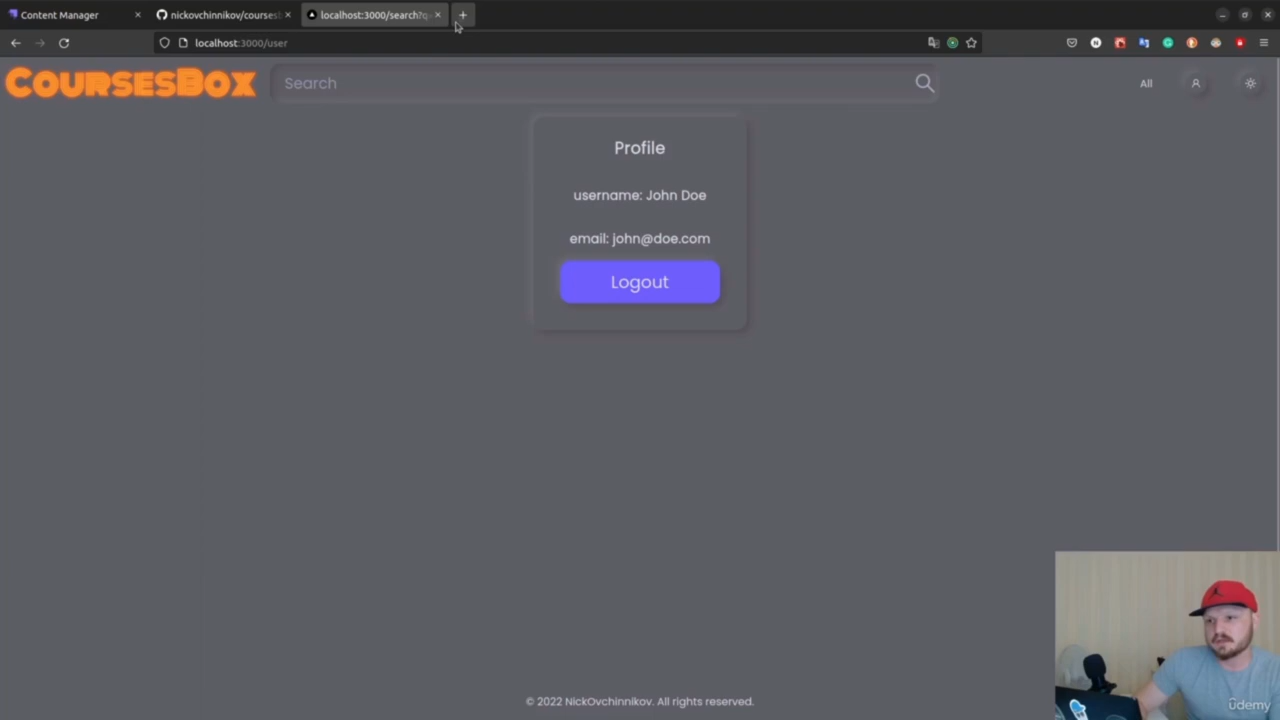 Content Manager
nickovchinnikov/courses
localhost:3000/search?q=
localhost:3000/user
CoursesBox
Search
All
Profile
username: John Doe
email: john@doe.com
Logout
© 2022 NickOvchinnikov. All rights reserved.
udemy